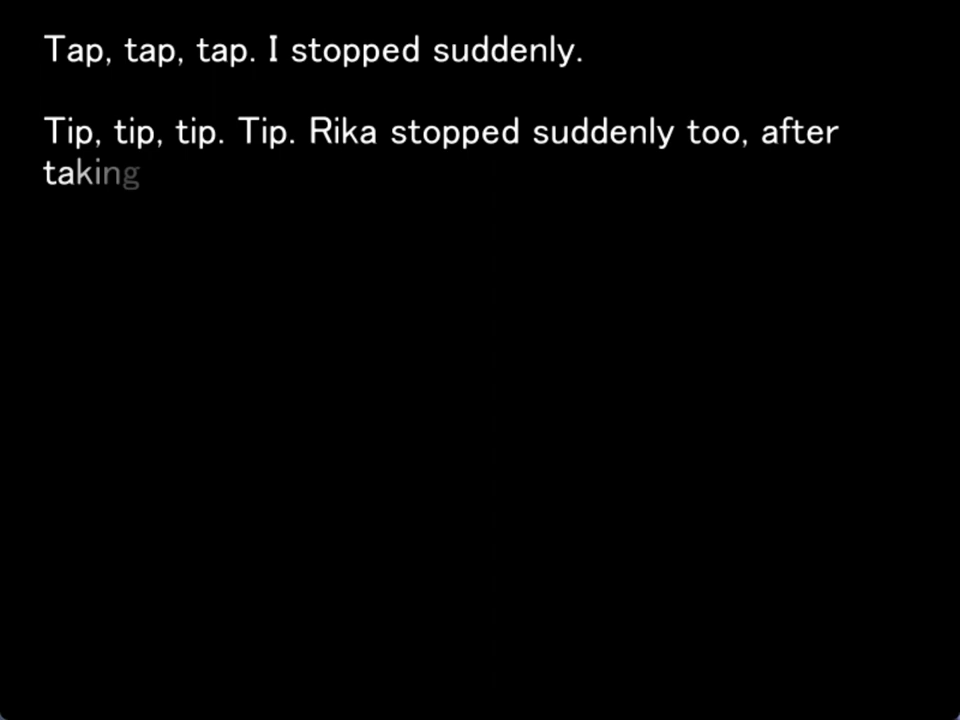 Tap, tap, tap. I stopped suddenly.
Tip, tip, tip. Tip. Rika stopped suddenly too, after
taking